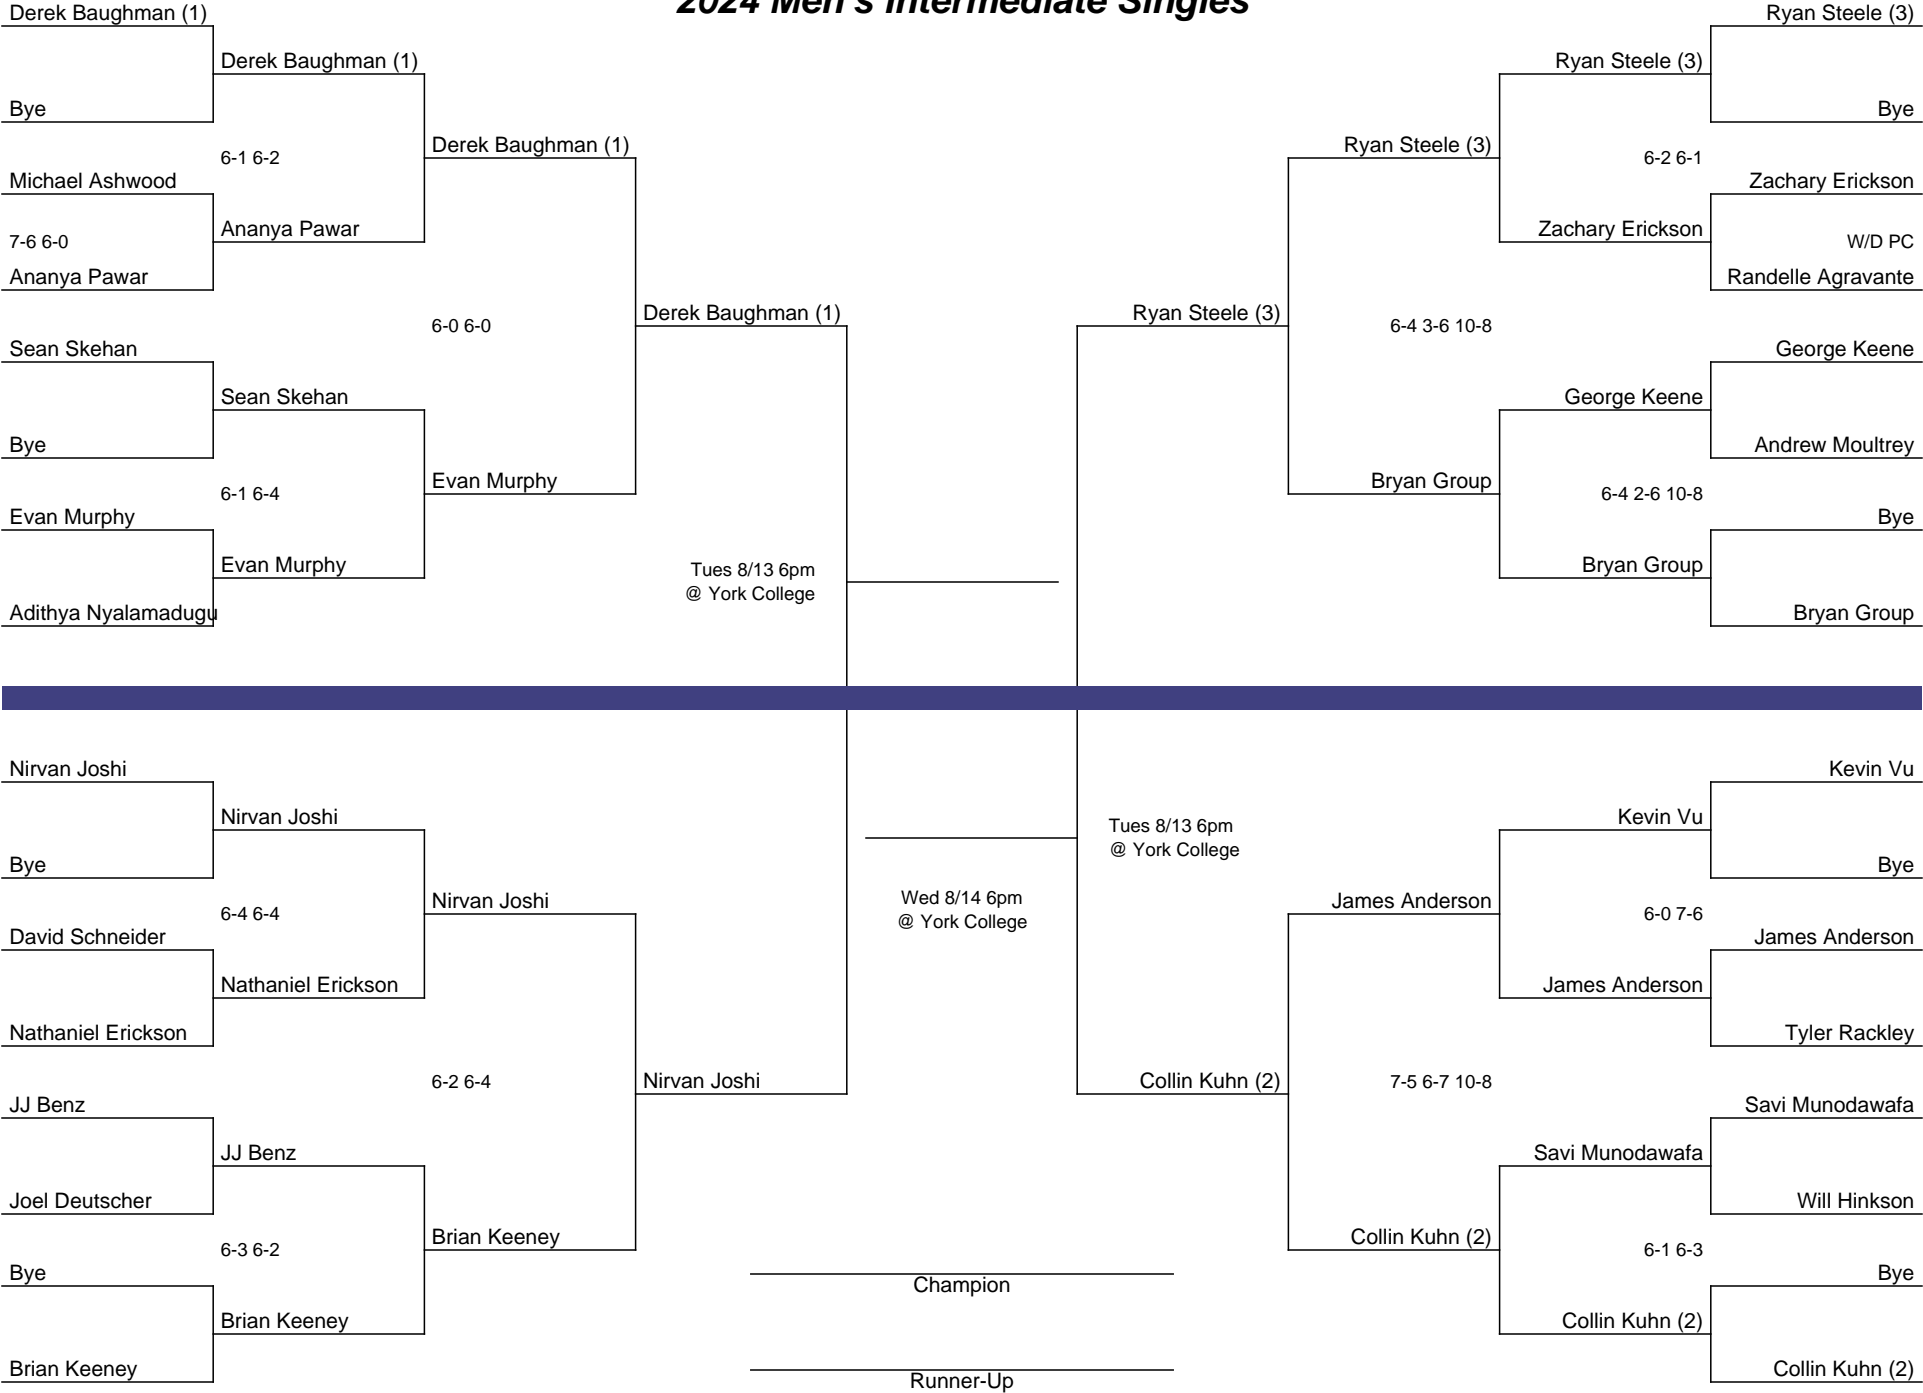 2024 Men's Intermediate Singles
Derek Baughman (1)
Bye
Michael Ashwood
7-6 6-0
Ananya Pawar
Sean Skehan
Bye
Evan Murphy
Adithya Nyalamadugu
Derek Baughman (1)
6-1 6-2
Ananya Pawar
Sean Skehan
6-1 6-4
Evan Murphy
Derek Baughman (1)
6-0 6-0
Evan Murphy
Derek Baughman (1)
Tues 8/13 6pm
@ York College
Nirvan Joshi
Bye
David Schneider
Nathaniel Erickson
JJ Benz
Joel Deutscher
Bye
Brian Keeney
Nirvan Joshi
6-4 6-4
Nathaniel Erickson
JJ Benz
6-3 6-2
Brian Keeney
Nirvan Joshi
6-2 6-4
Brian Keeney
Nirvan Joshi
Wed 8/14 6pm
@ York College
Champion
Runner-Up
Ryan Steele (3)
Ryan Steele (3)
6-4 3-6 10-8
Bryan Group
Ryan Steele (3)
6-2 6-1
Zachary Erickson
George Keene
6-4 2-6 10-8
Bryan Group
Ryan Steele (3)
Bye
Zachary Erickson
W/D PC
Randelle Agravante
George Keene
Andrew Moultrey
Bye
Bryan Group
Tues 8/13 6pm
@ York College
Collin Kuhn (2)
James Anderson
7-5 6-7 10-8
Collin Kuhn (2)
Kevin Vu
6-0 7-6
James Anderson
Savi Munodawafa
6-1 6-3
Collin Kuhn (2)
Kevin Vu
Bye
James Anderson
Tyler Rackley
Savi Munodawafa
Will Hinkson
Bye
Collin Kuhn (2)